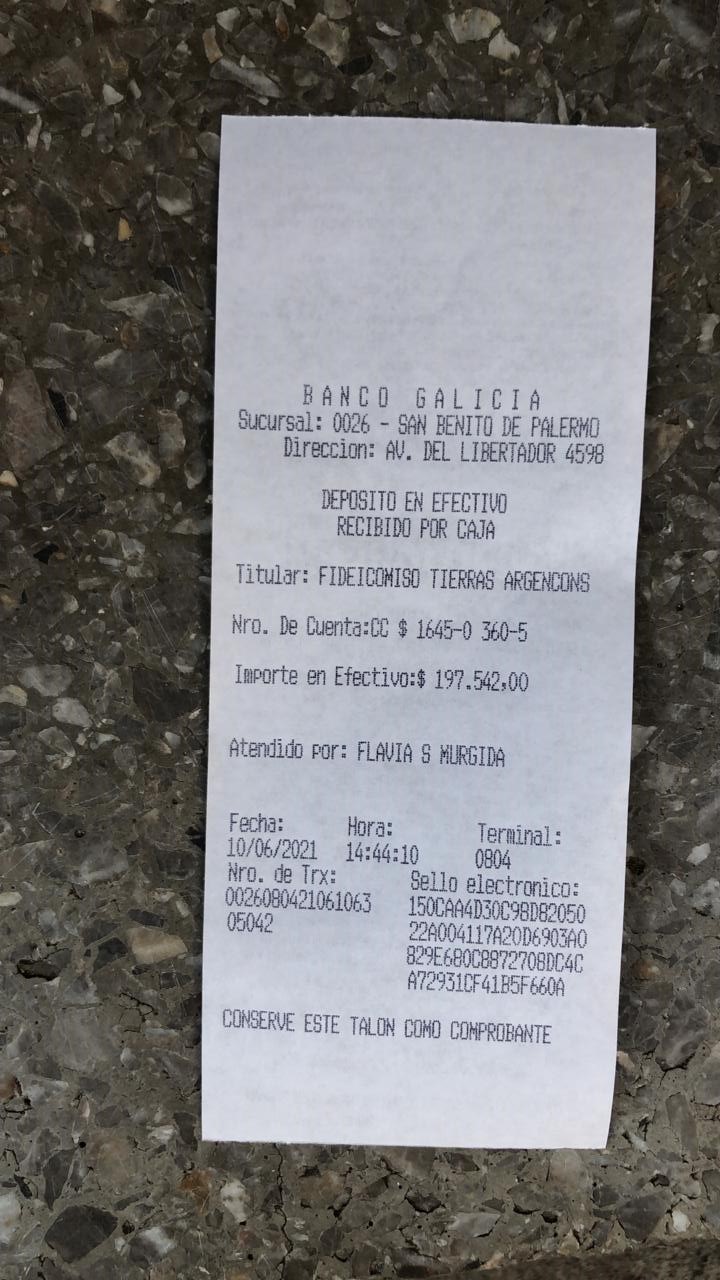 BANCO GALICIA
Sucursal: 0026 - SAN BENITO DE PALERMO
Direccion: AV. DEL LIBERTADOR 4598
DEPOSITO EN EFECTIVO
RECIBIDO POR CAJA
Titular: FIDEICOMISO TIERRAS ARGENCONS
Nro. De Cuenta:CC $ 1645-0 360-5
Importe en Efectivo:$ 197.542,00
Atendido por: FLAVIA S MURGIDA
Fecha: Hora: Terminal:
10/06/2021 14:44:10 0804
Nro. de Trx: Sello electronico:
0026080421061063 150CAA4D30C98D82050
05042 22A004117A20D6903A0
829E680C8872708DC4C
A72931CF41B5F660A
CONSERVE ESTE TALON COMO COMPROBANTE